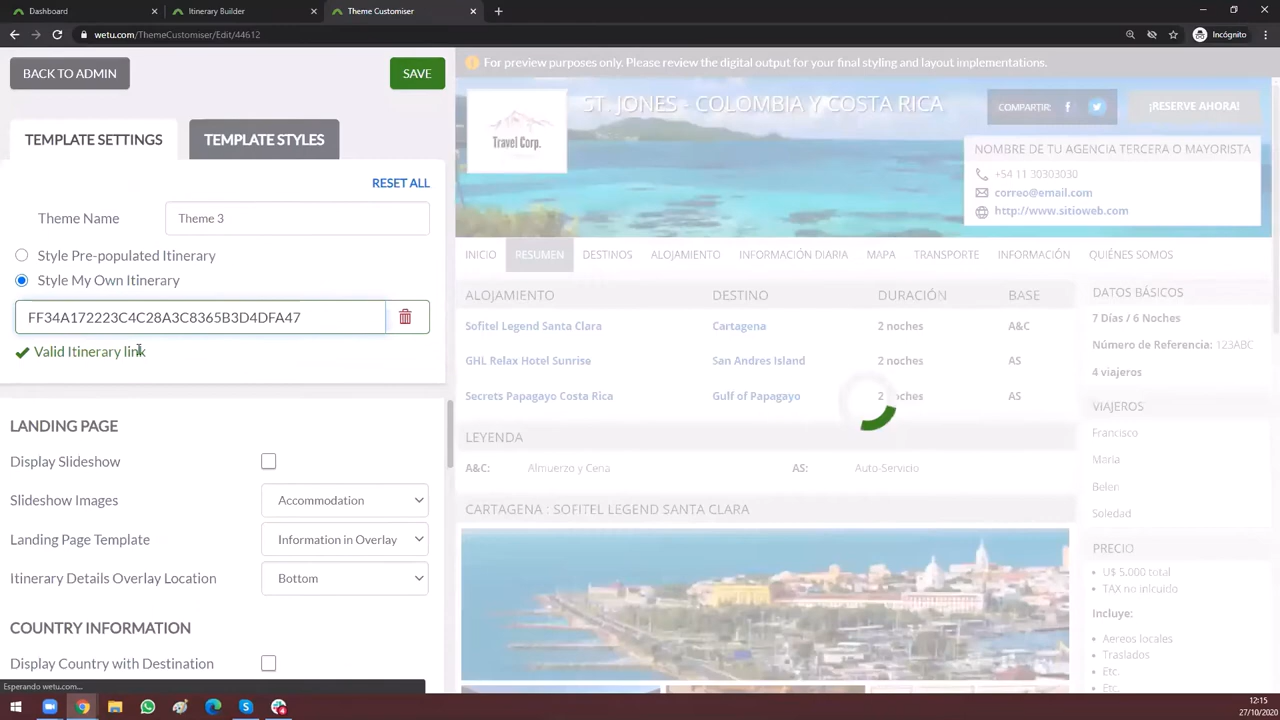 Dashboard
Itinerary Builder
Theme Customiser
wetu.com/ThemeCustomiser/Edit/44612
Incógnito
BACK TO ADMIN
SAVE
TEMPLATE SETTINGS
TEMPLATE STYLES
RESET ALL
Theme Name
Theme 3
Style Pre-populated Itinerary
Style My Own Itinerary
FF34A172223C4C28A3C8365B3D4DFA47
Valid Itinerary link
LANDING PAGE
Display Slideshow
Slideshow Images
Accommodation
Landing Page Template
Information in Overlay
Itinerary Details Overlay Location
Bottom
COUNTRY INFORMATION
Display Country with Destination
Esperando wetu.com...
For preview purposes only. Please review the digital output for your final styling and layout implementations.
Travel Corp.
ST. JONES - COLOMBIA Y COSTA RICA
COMPARTIR:
¡RESERVE AHORA!
NOMBRE DE TU AGENCIA TERCERA O MAYORISTA
+54 11 30303030
correo@email.com
http://www.sitioweb.com
INICIO RESUMEN DESTINOS ALOJAMIENTO INFORMACIÓN DIARIA MAPA TRANSPORTE INFORMACIÓN QUIÉNES SOMOS
ALOJAMIENTO DESTINO DURACIÓN BASE
Sofitel Legend Santa Clara Cartagena 2 noches A&C
GHL Relax Hotel Sunrise San Andres Island 2 noches AS
Secrets Papagayo Costa Rica Gulf of Papagayo 2 noches AS
LEYENDA
A&C: Almuerzo y Cena AS: Auto-Servicio
CARTAGENA : SOFITEL LEGEND SANTA CLARA
DATOS BÁSICOS
7 Días / 6 Noches
Número de Referencia: 123ABC
4 viajeros
VIAJEROS
Francisco
María
Belen
Soledad
PRECIO
U$ 5.000 total
TAX no inlcuido
Incluye:
Aereos locales
Traslados
Etc.
Etc.
12:15
27/10/2020